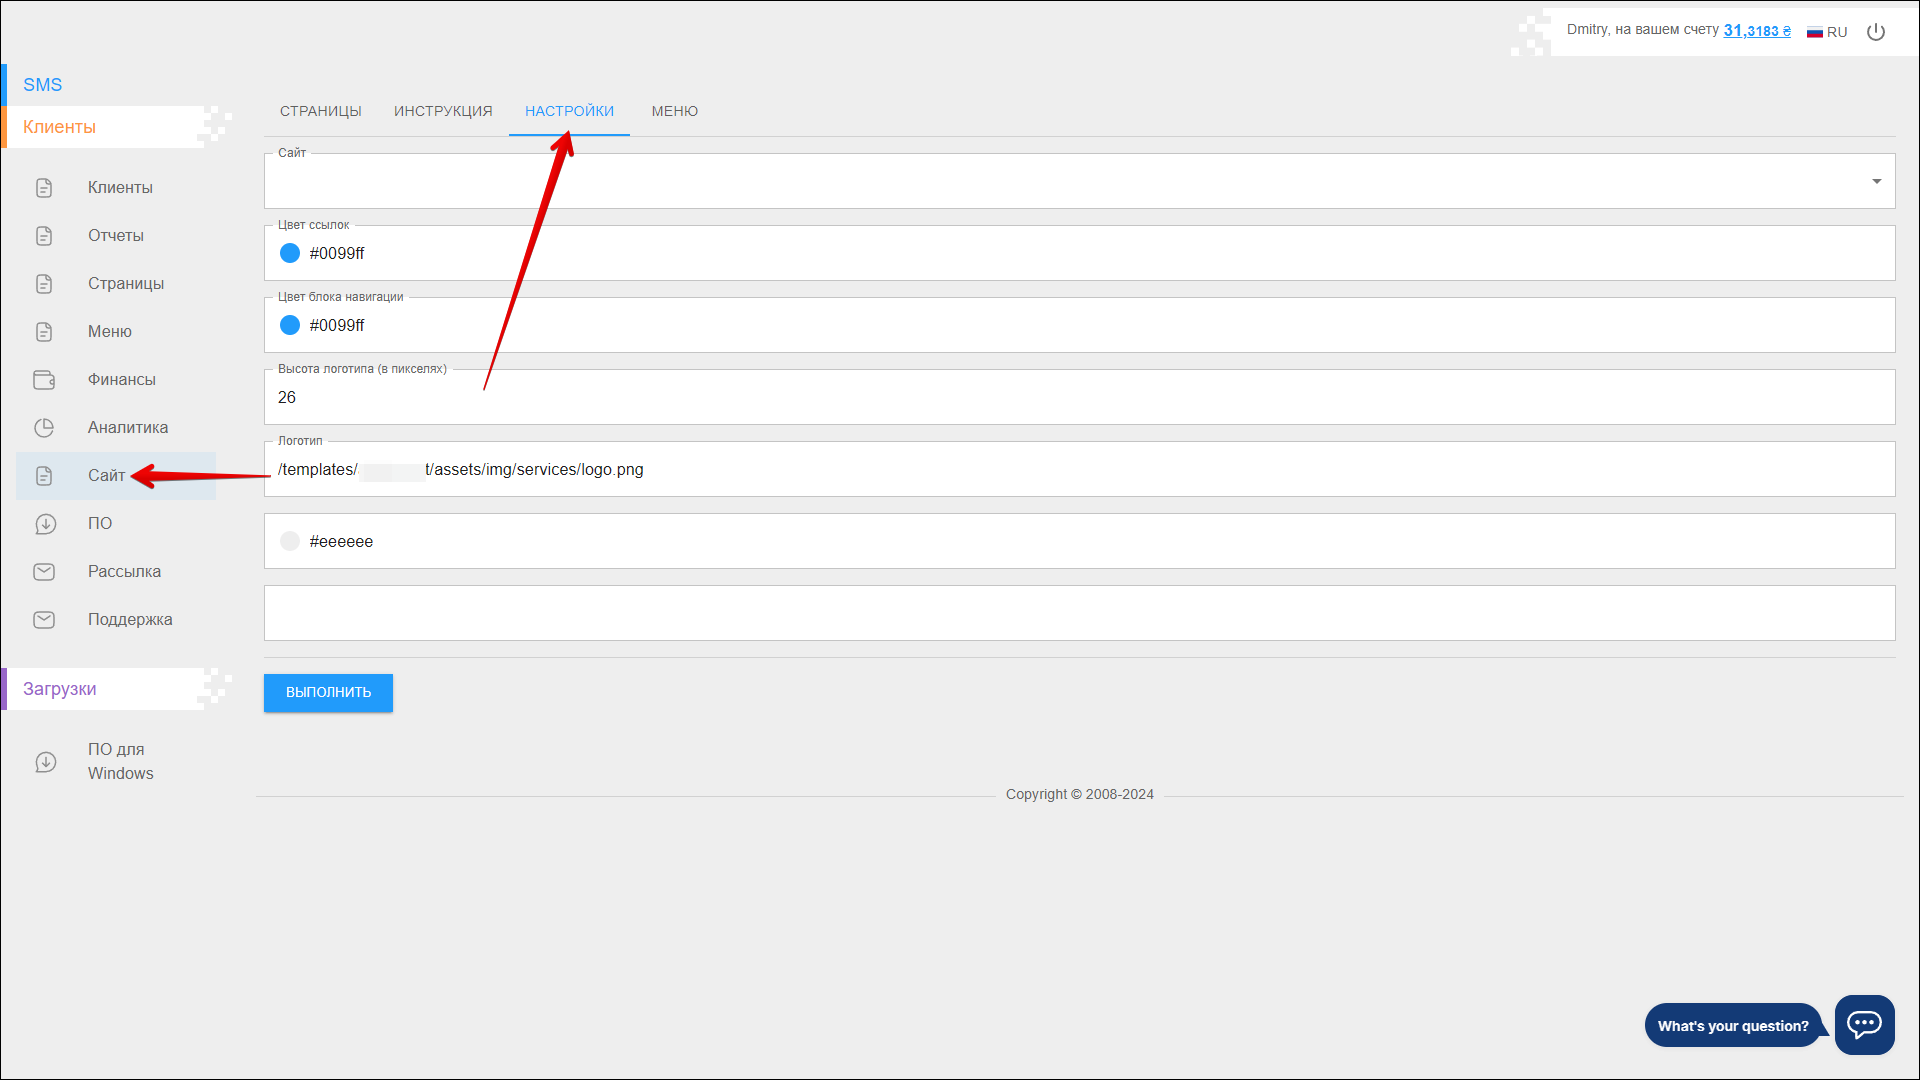 Dmitry, на вашем счету 31,3183 ₴
RU
SMS
Клиенты
Клиенты
Отчеты
Страницы
Меню
Финансы
Аналитика
Сайт
ПО
Рассылка
Поддержка
Загрузки
ПО для
Windows
СТРАНИЦЫ ИНСТРУКЦИЯ НАСТРОЙКИ МЕНЮ
Сайт
Цвет ссылок
#0099ff
Цвет блока навигации
#0099ff
Высота логотипа (в пикселях)
26
Логотип
/templates/ t/assets/img/services/logo.png
#eeeeee
ВЫПОЛНИТЬ
Copyright © 2008-2024
What's your question?